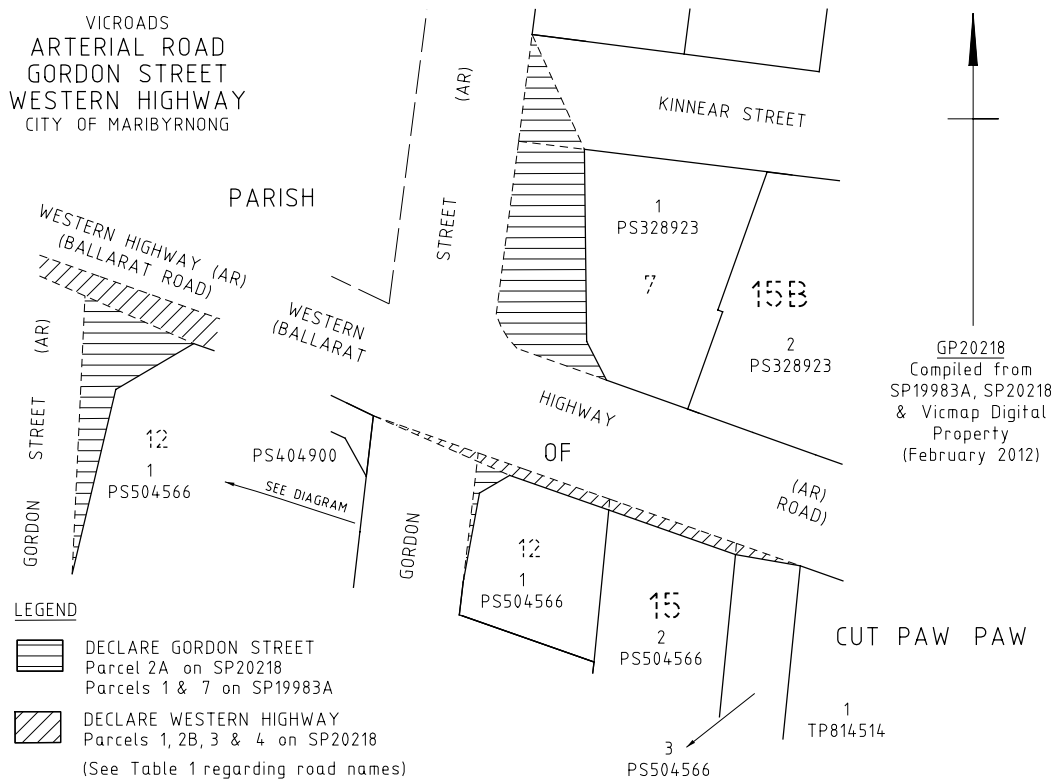 VICROADS
ARTERIAL ROAD
GORDON STREET
WESTERN HIGHWAY
CITY OF MARIBYRNONG
(AR)
STREET
KINNEAR STREET
PARISH
WESTERN HIGHWAY (AR)
(BALLARAT ROAD)
1
PS328923
7
15B
2
PS328923
WESTERN
(BALLARAT
HIGHWAY
OF
(AR)
ROAD)
GP20218
Compiled from
SP19983A, SP20218
& Vicmap Digital
Property
(February 2012)
(AR)
STREET
GORDON
12
1
PS504566
PS404900
SEE DIAGRAM
GORDON
12
1
PS504566
15
2
PS504566
CUT PAW PAW
1
TP814514
3
PS504566
LEGEND
DECLARE GORDON STREET
Parcel 2A on SP20218
Parcels 1 & 7 on SP19983A
DECLARE WESTERN HIGHWAY
Parcels 1, 2B, 3 & 4 on SP20218
(See Table 1 regarding road names)